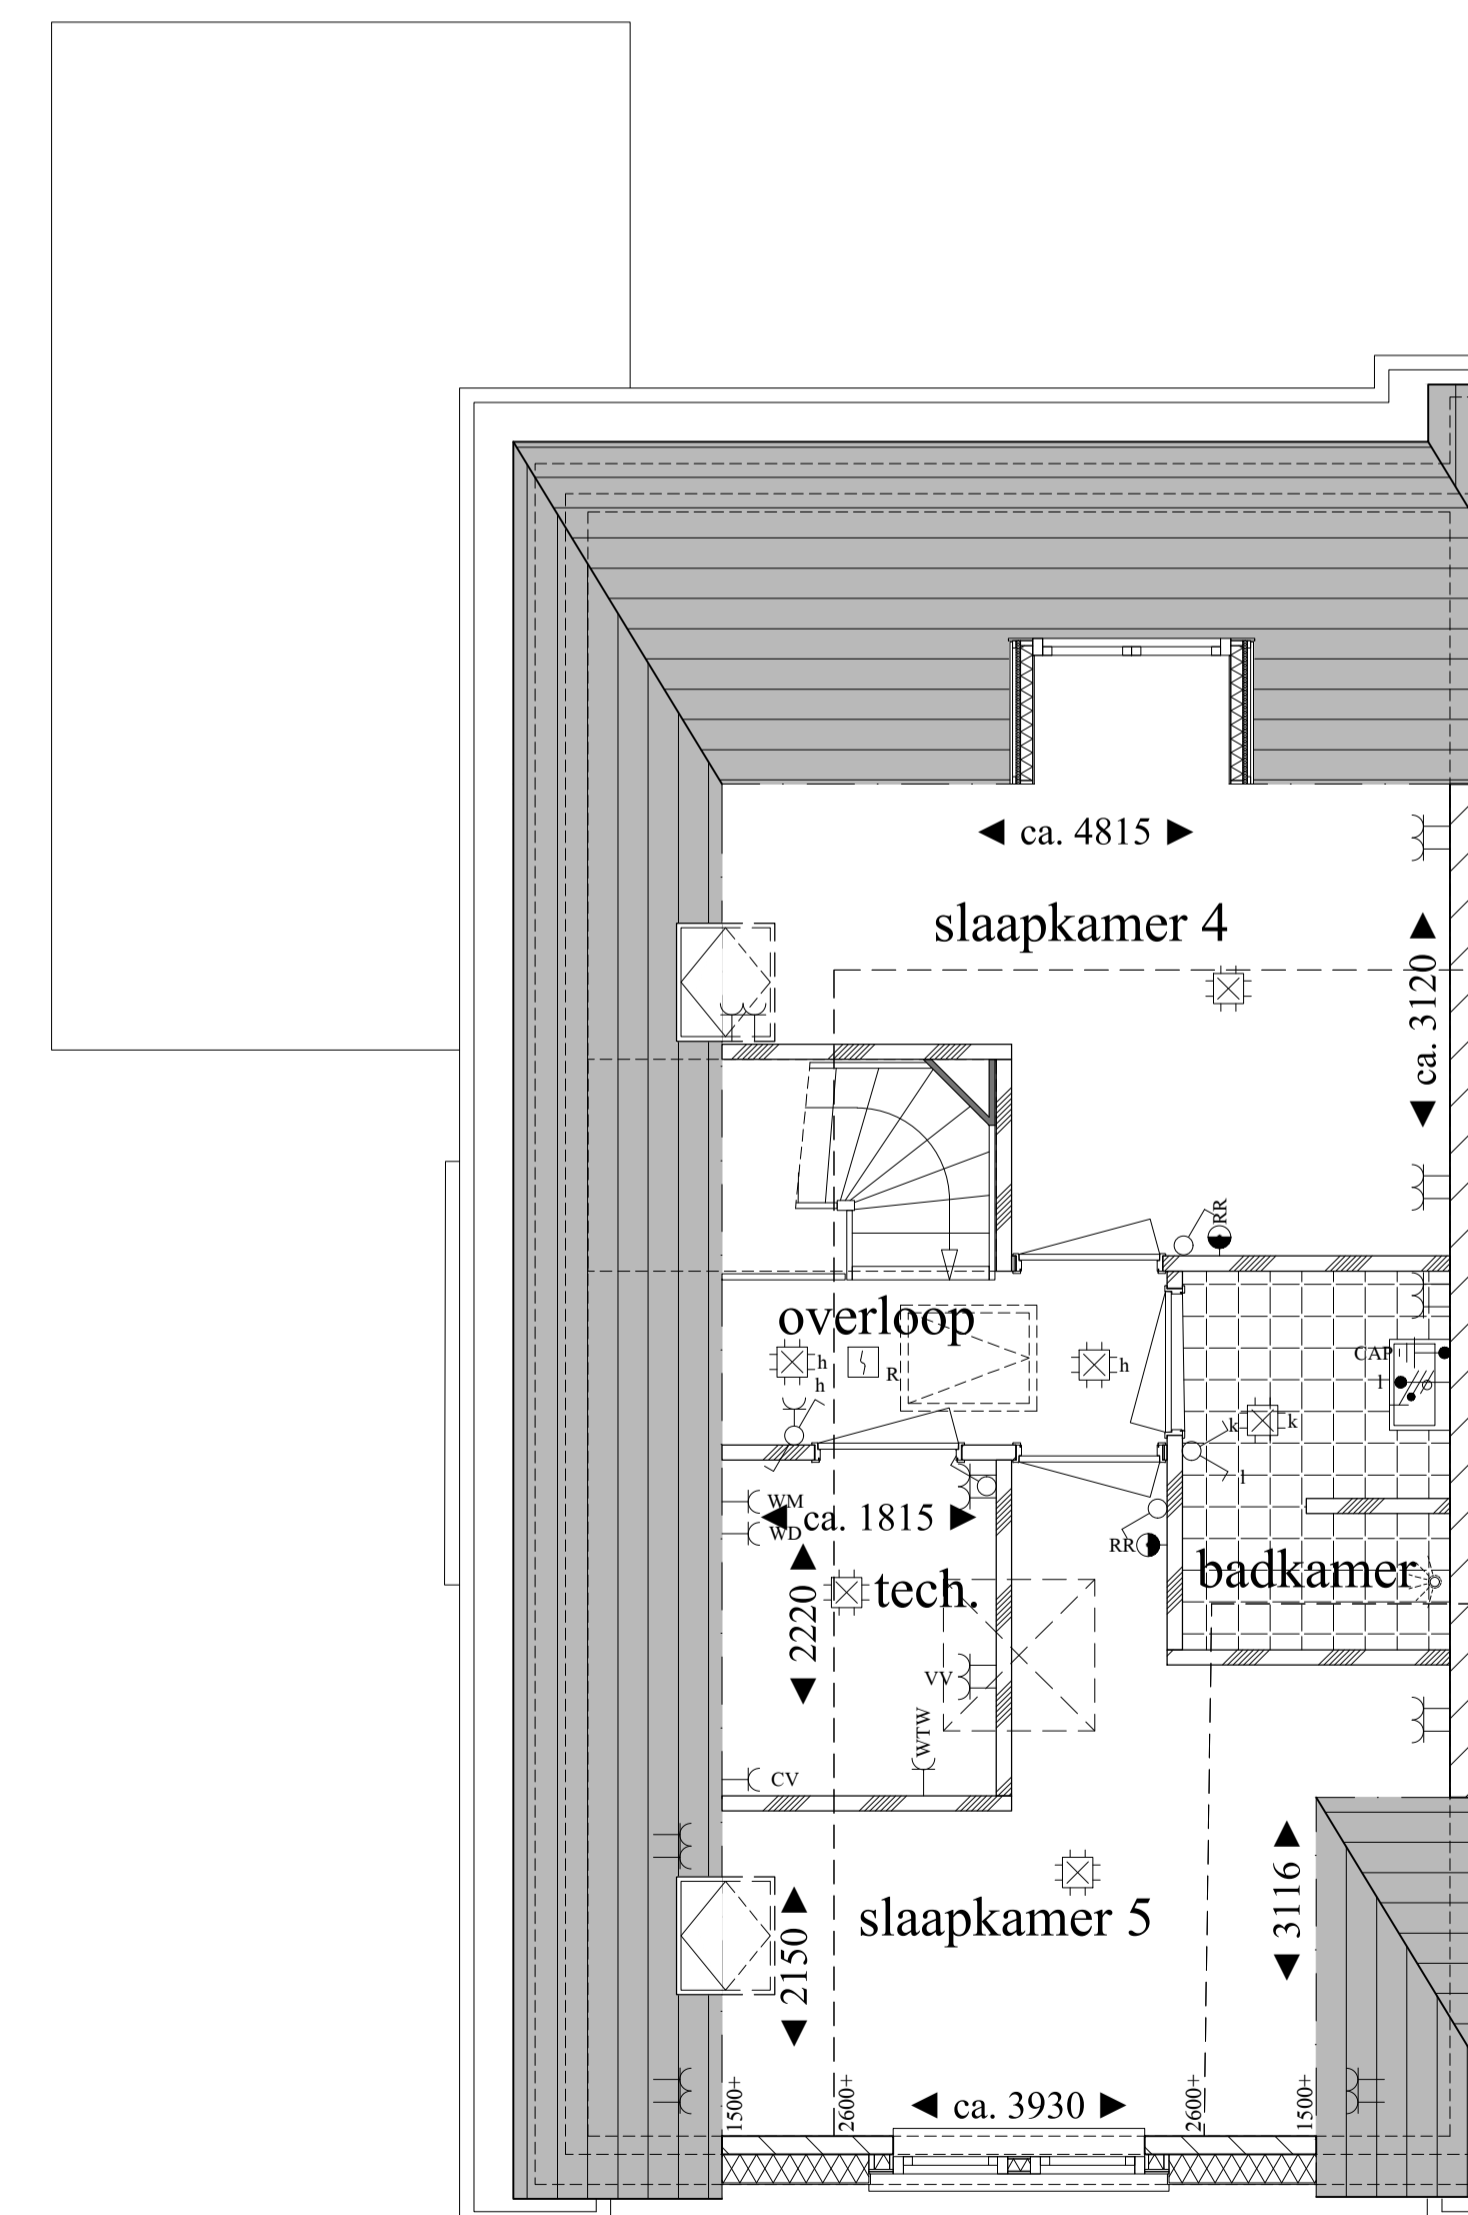 ◄ ca. 4815 ►
slaapkamer 4
◄ ca. 3120 ►
RR
overloop
h
R
h
h
CAP
l
k
k
l
WM
◄ ca. 1815 ►
WD
RR
badkamer
tech.
◄ 2220 ►
VV
WTW
CV
◄ 3116 ►
slaapkamer 5
◄ 2150 ►
1500+
2600+
◄ ca. 3930 ►
2600+
1500+